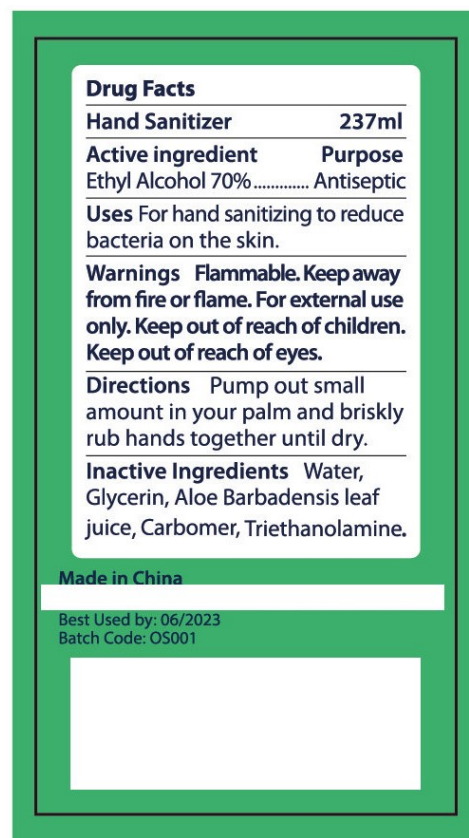 Drug Facts
Hand Sanitizer 237ml
Active ingredient Purpose
Ethyl Alcohol 70%............. Antiseptic
Uses For hand sanitizing to reduce
bacteria on the skin.
Warnings Flammable. Keep away
from fire or flame. For external use
only. Keep out of reach of children.
Keep out of reach of eyes.
Directions Pump out small
amount in your palm and briskly
rub hands together until dry.
Inactive Ingredients Water,
Glycerin, Aloe Barbadensis leaf
juice, Carbomer, Triethanolamine.
Made in China
Best Used by: 06/2023
Batch Code: OS001